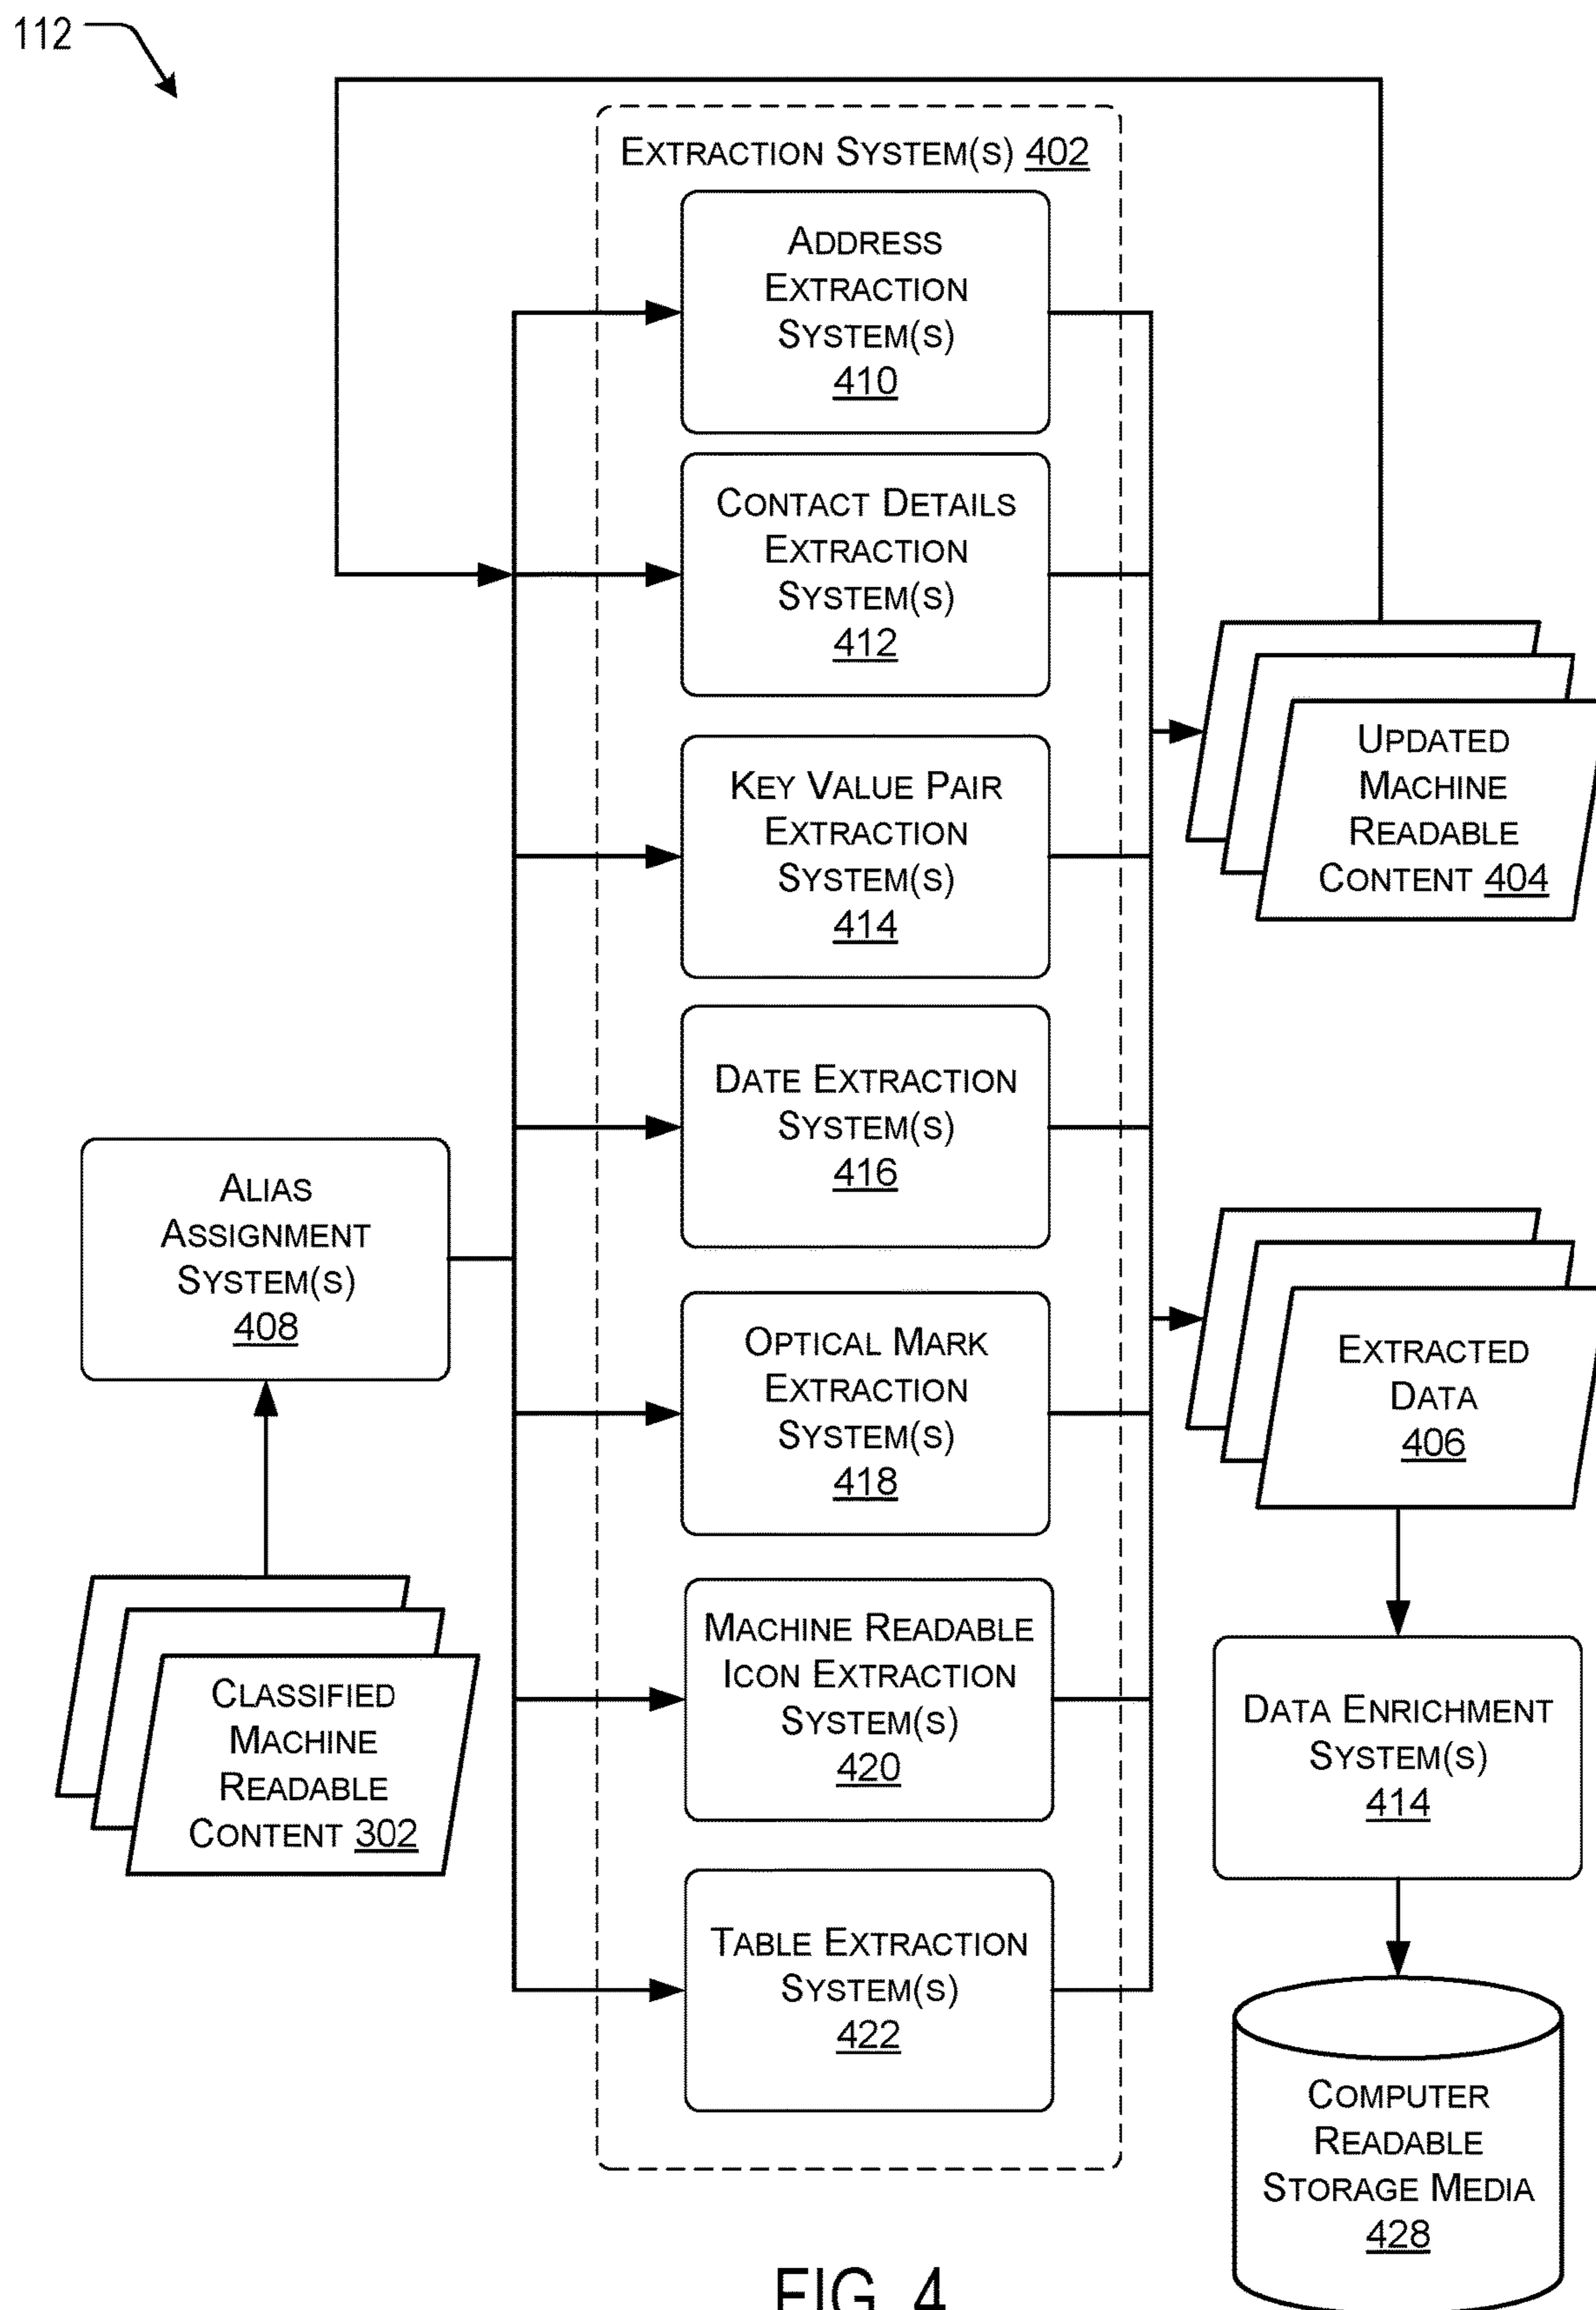 112
EXTRACTION SYSTEM(S) 402
ADDRESS
EXTRACTION
SYSTEM(S)
410
CONTACT DETAILS
EXTRACTION
SYSTEM(S)
412
KEY VALUE PAIR
EXTRACTION
SYSTEM(S)
414
DATE EXTRACTION
SYSTEM(S)
416
OPTICAL MARK
EXTRACTION
SYSTEM(S)
418
MACHINE READABLE
ICON EXTRACTION
SYSTEM(S)
420
TABLE EXTRACTION
SYSTEM(S)
422
ALIAS
ASSIGNMENT
SYSTEM(S)
408
CLASSIFIED
MACHINE
READABLE
CONTENT 302
UPDATED
MACHINE
READABLE
CONTENT 404
EXTRACTED
DATA
406
DATA ENRICHMENT
SYSTEM(S)
414
COMPUTER
READABLE
STORAGE MEDIA
428
FIG. 4